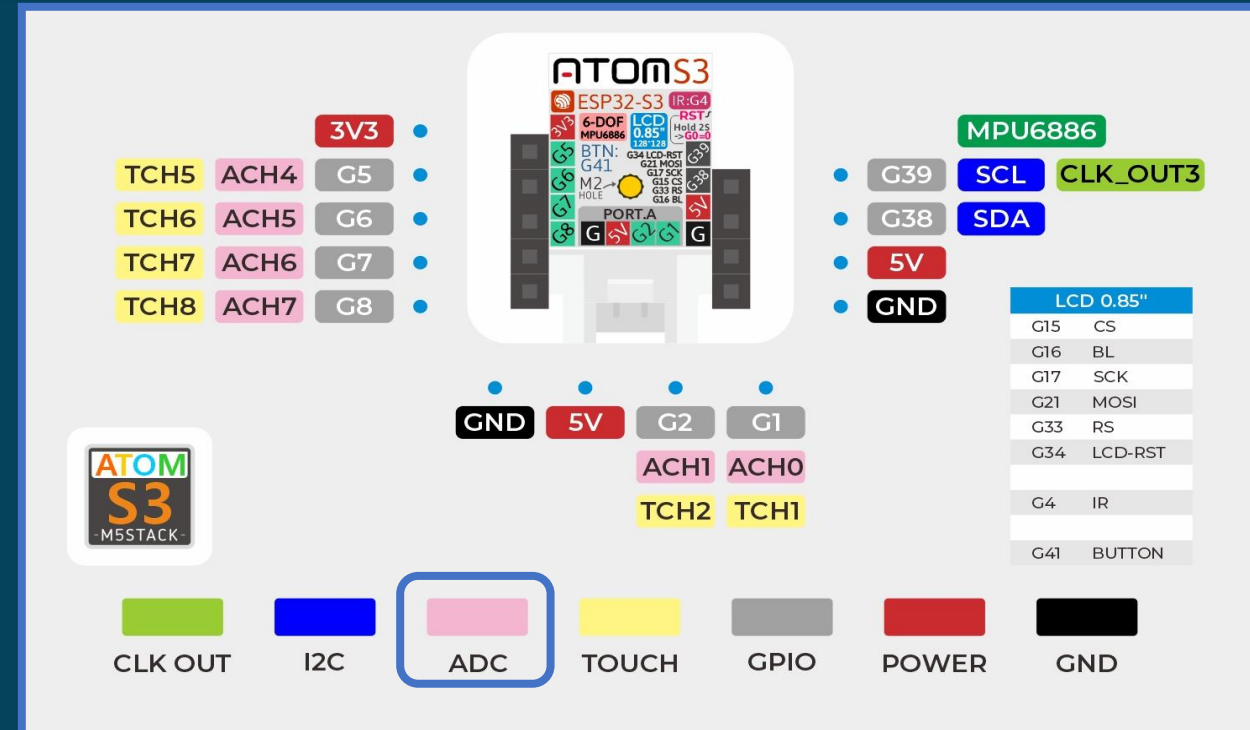 ATOMS3
ESP32-S3 IR:G4
3V3 6-DOF MPU6886 LCD 0.85" 128*128 RST Hold 2S ->G0=0
G5 BTN: G41 G34 LCD-RST G39
G21 MOSI
G6 M2 HOLE G17 SCK G38
G15 CS
G33 RS
G16 BL
G7 PORT.A 5V
G8 G 5V G2 G1 G
3V3
TCH5 ACH4 G5
TCH6 ACH5 G6
TCH7 ACH6 G7
TCH8 ACH7 G8
MPU6886
G39 SCL CLK_OUT3
G38 SDA
5V
GND
LCD 0.85"
G15 CS
G16 BL
G17 SCK
G21 MOSI
G33 RS
G34 LCD-RST
G4 IR
G41 BUTTON
GND 5V G2 G1
ACH1 ACH0
TCH2 TCH1
ATOM
S3
-M5STACK-
CLK OUT I2C ADC TOUCH GPIO POWER GND